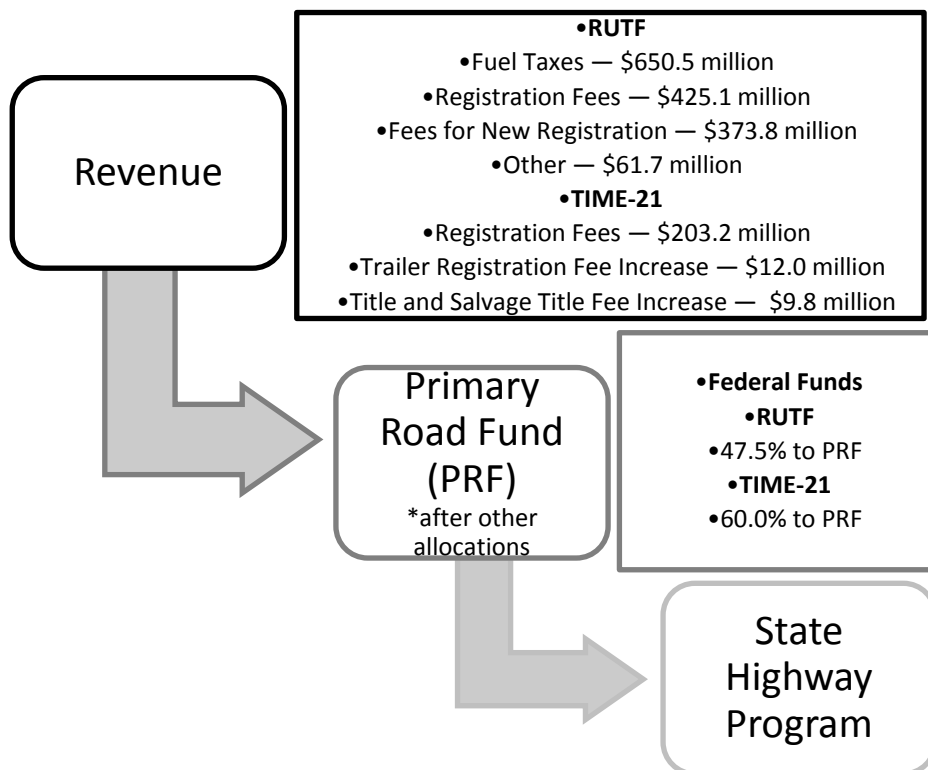 Revenue
•RUTF
•Fuel Taxes — $650.5 million
•Registration Fees — $425.1 million
•Fees for New Registration — $373.8 million
•Other — $61.7 million
•TIME-21
•Registration Fees — $203.2 million
•Trailer Registration Fee Increase — $12.0 million
•Title and Salvage Title Fee Increase — $9.8 million
Primary
Road Fund
(PRF)
*after other
allocations
•Federal Funds
•RUTF
•47.5% to PRF
•TIME-21
•60.0% to PRF
State
Highway
Program